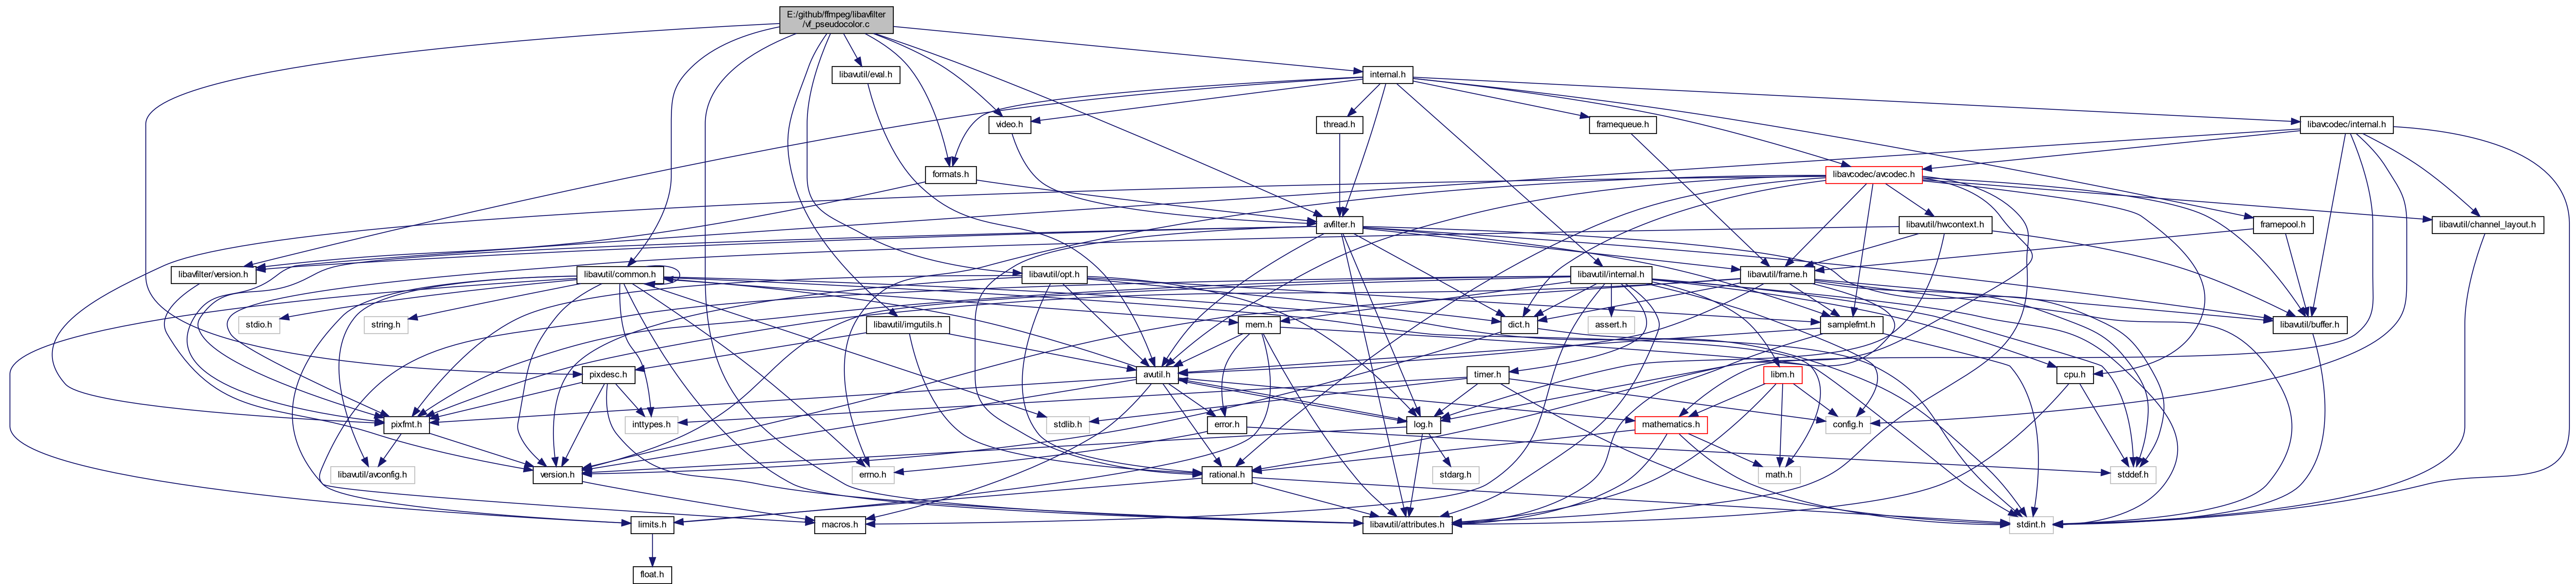 E:/github/ffmpeg/libavfilter
/vf_pseudocolor.c
libavutil/eval.h
internal.h
video.h
thread.h
framequeue.h
libavcodec/internal.h
formats.h
libavcodec/avcodec.h
avfilter.h
libavutil/hwcontext.h
framepool.h
libavutil/channel_layout.h
libavfilter/version.h
libavutil/common.h
libavutil/opt.h
libavutil/internal.h
libavutil/frame.h
stdio.h
string.h
libavutil/imgutils.h
mem.h
dict.h
assert.h
samplefmt.h
libavutil/buffer.h
pixdesc.h
avutil.h
timer.h
libm.h
cpu.h
pixfmt.h
inttypes.h
stdlib.h
error.h
log.h
mathematics.h
config.h
libavutil/avconfig.h
version.h
errno.h
rational.h
stdarg.h
math.h
stddef.h
limits.h
macros.h
libavutil/attributes.h
stdint.h
float.h